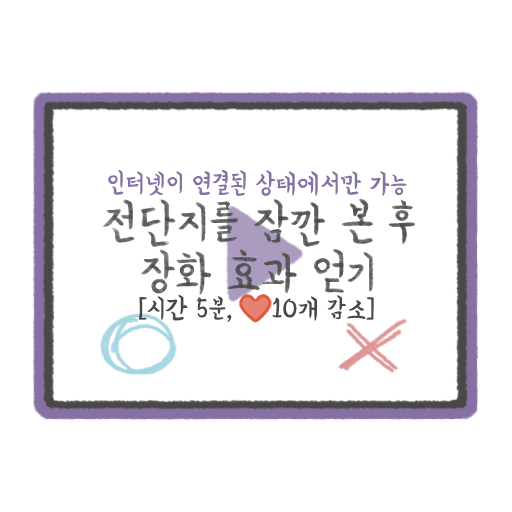 인터넷이 연결된 상태에서만 가능
전단지를 잠깐 본 후
장화 효과 얻기
[시간 5분, ❤10개 감소]